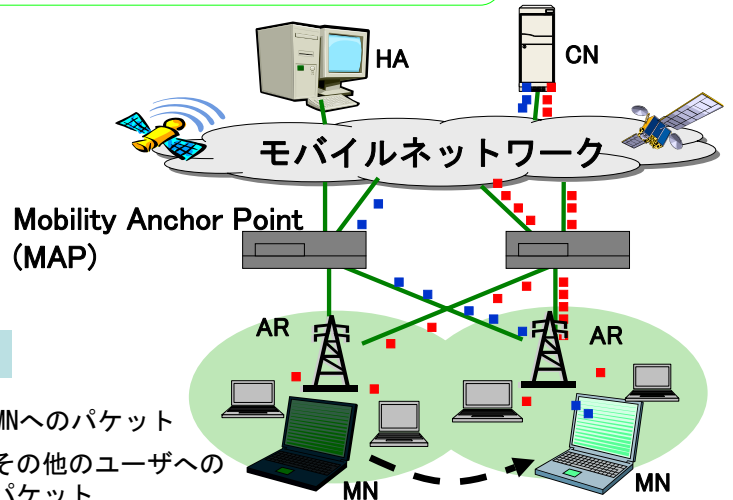 HA
CN
モバイルネットワーク
Mobility Anchor Point
(MAP)
AR
AR
MNへのパケット
その他のユーザへの
パケット
MN
MN